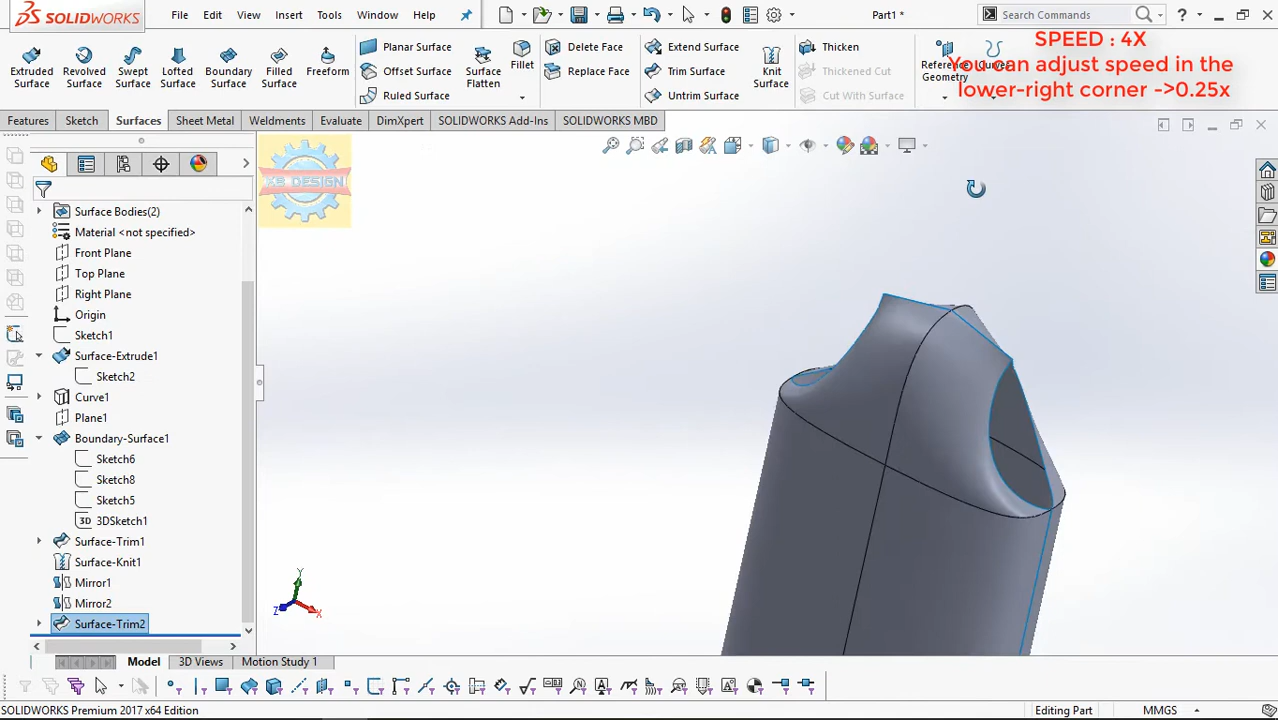 SOLIDWORKS
File Edit View Insert Tools Window Help
Part1 *
Search Commands
SPEED : 4X
You can adjust speed in the
lower-right corner ->0.25x
Extruded Surface
Revolved Surface
Swept Surface
Lofted Surface
Boundary Surface
Filled Surface
Freeform
Planar Surface
Offset Surface
Ruled Surface
Surface Flatten
Fillet
Delete Face
Replace Face
Extend Surface
Trim Surface
Untrim Surface
Knit Surface
Thicken
Thickened Cut
Cut With Surface
Reference Geometry
Curves
Features Sketch Surfaces Sheet Metal Weldments Evaluate DimXpert SOLIDWORKS Add-Ins SOLIDWORKS MBD
DESIGN
Surface Bodies(2)
Material <not specified>
Front Plane
Top Plane
Right Plane
Origin
Sketch1
Surface-Extrude1
Sketch2
Curve1
Plane1
Boundary-Surface1
Sketch6
Sketch8
Sketch5
3D 3DSketch1
Surface-Trim1
Surface-Knit1
Mirror1
Mirror2
Surface-Trim2
Y
Z
X
Model 3D Views Motion Study 1
SOLIDWORKS Premium 2017 x64 Edition
Editing Part
MMGS